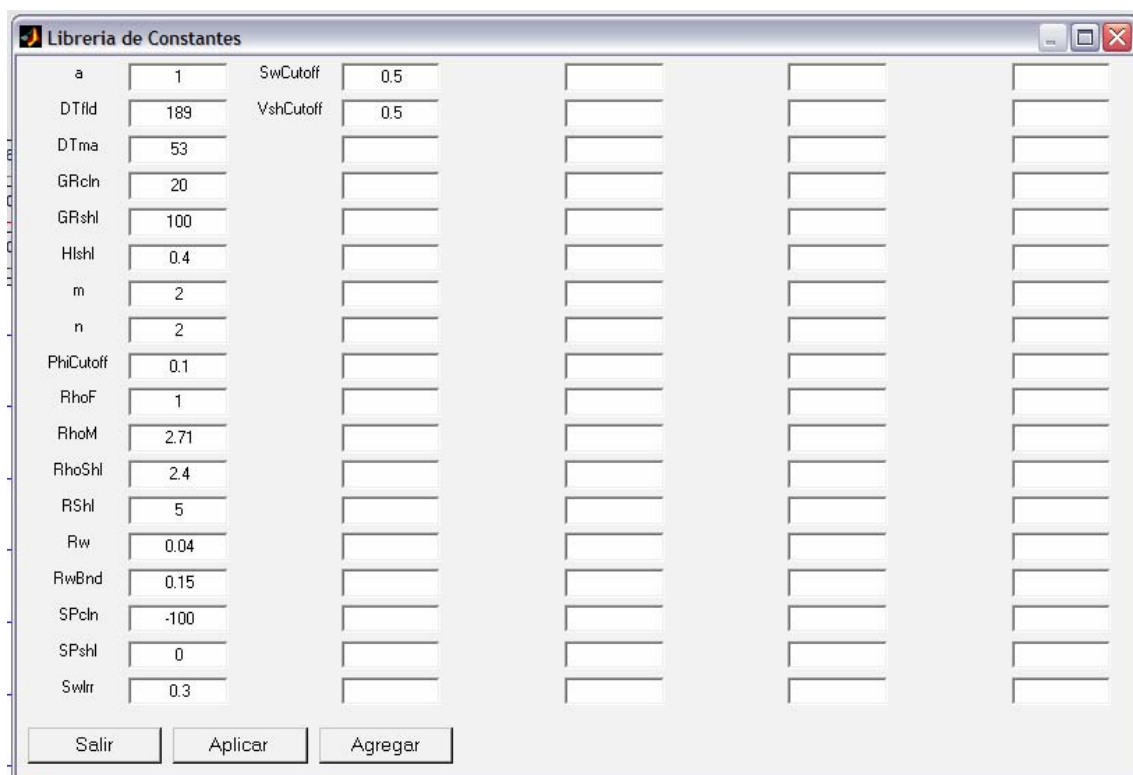 Libreria de Constantes
a 1 SwCutoff 0.5
DTfld 189 VshCutoff 0.5
DTma 53
GRcln 20
GRshl 100
HIshl 0.4
m 2
n 2
PhiCutoff 0.1
RhoF 1
RhoM 2.71
RhoShl 2.4
RShl 5
Rw 0.04
RwBnd 0.15
SPcln -100
SPshl 0
SwIrr 0.3
Salir Aplicar Agregar